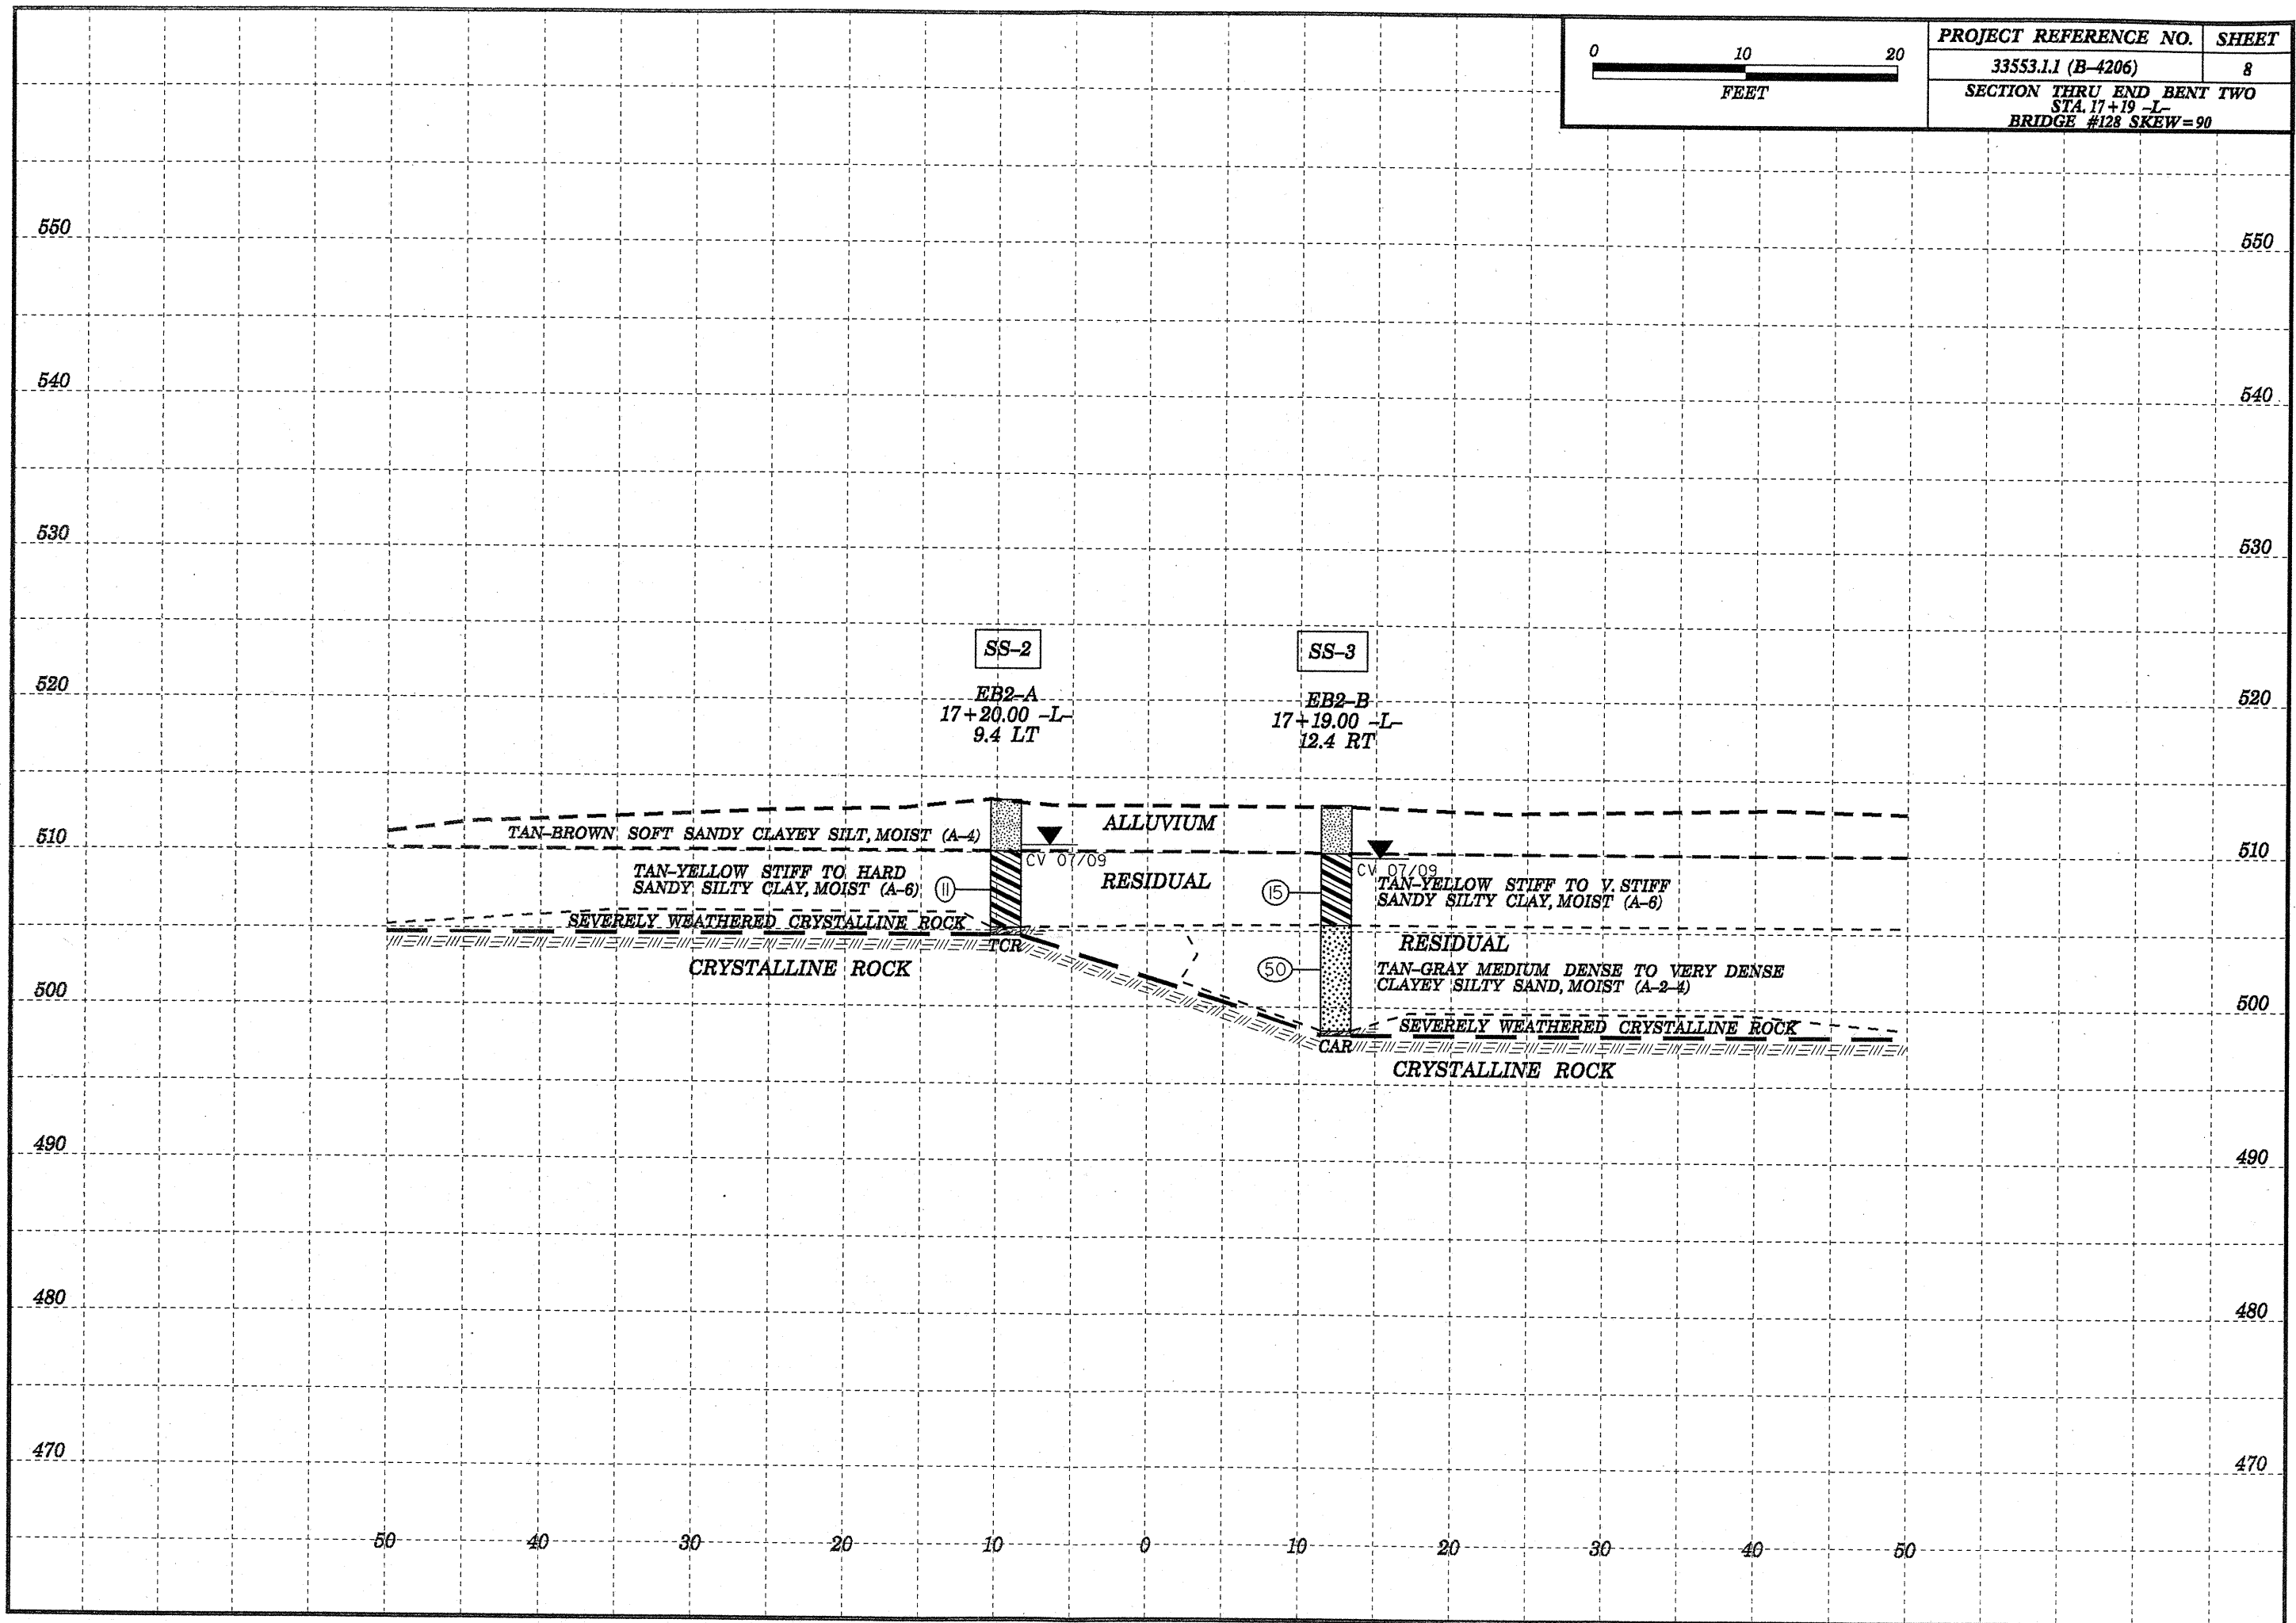 0 10 20
FEET
PROJECT REFERENCE NO. SHEET
33553.1.1 (B-4206) 8
SECTION THRU END BENT TWO
STA. 17+19 -L-
BRIDGE #128 SKEW=90
550 550
540 540
530 530
SS-2 SS-3
520 520
EB2-A
17+20.00 -L-
9.4 LT
EB2-B
17+19.00 -L-
12.4 RT
ALLUVIUM
TAN-BROWN SOFT SANDY CLAYEY SILT, MOIST (A-4)
510 510
CV 07/09
CV 07/09
TAN-YELLOW STIFF TO HARD
SANDY SILTY CLAY, MOIST (A-6)
11
RESIDUAL
15
TAN-YELLOW STIFF TO V. STIFF
SANDY SILTY CLAY, MOIST (A-6)
SEVERELY WEATHERED CRYSTALLINE ROCK
TCR
CRYSTALLINE ROCK
RESIDUAL
50
TAN-GRAY MEDIUM DENSE TO VERY DENSE
CLAYEY SILTY SAND, MOIST (A-2-4)
500 500
SEVERELY WEATHERED CRYSTALLINE ROCK
CAR
CRYSTALLINE ROCK
490 490
480 480
470 470
50 40 30 20 10 0 10 20 30 40 50